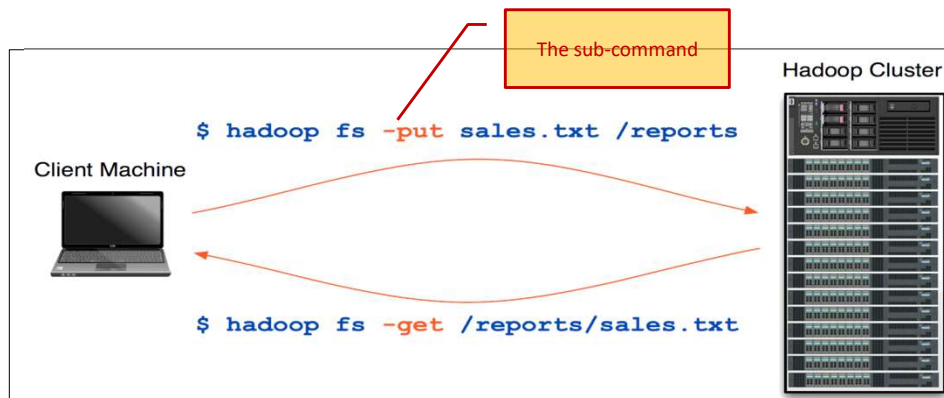 The sub-command
Hadoop Cluster
$ hadoop fs -put sales.txt /reports
Client Machine
$ hadoop fs -get /reports/sales.txt